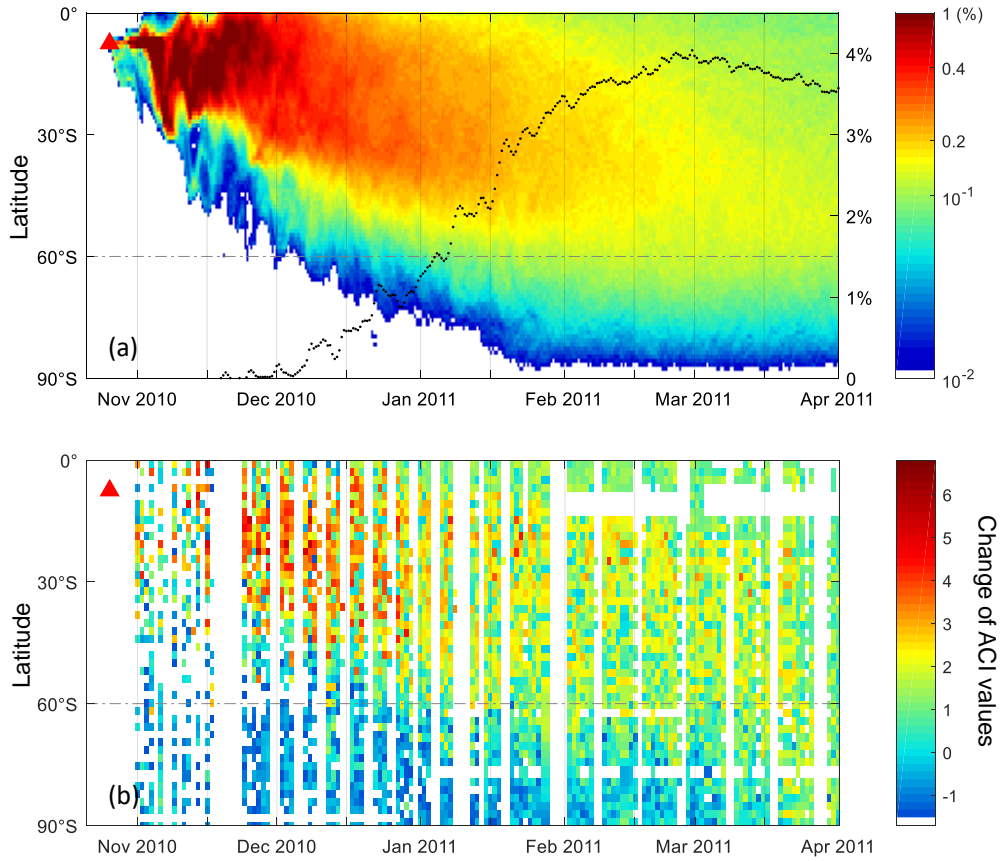 0°
30°S
60°S
90°S
Latitude
(a)
4%
3%
2%
1%
0
1 (%)
0.4
0.2
10⁻¹
10⁻²
Nov 2010 Dec 2010 Jan 2011 Feb 2011 Mar 2011 Apr 2011
0°
30°S
60°S
90°S
Latitude
(b)
6
5
4
3
2
1
0
-1
Change of ACI values
Nov 2010 Dec 2010 Jan 2011 Feb 2011 Mar 2011 Apr 2011